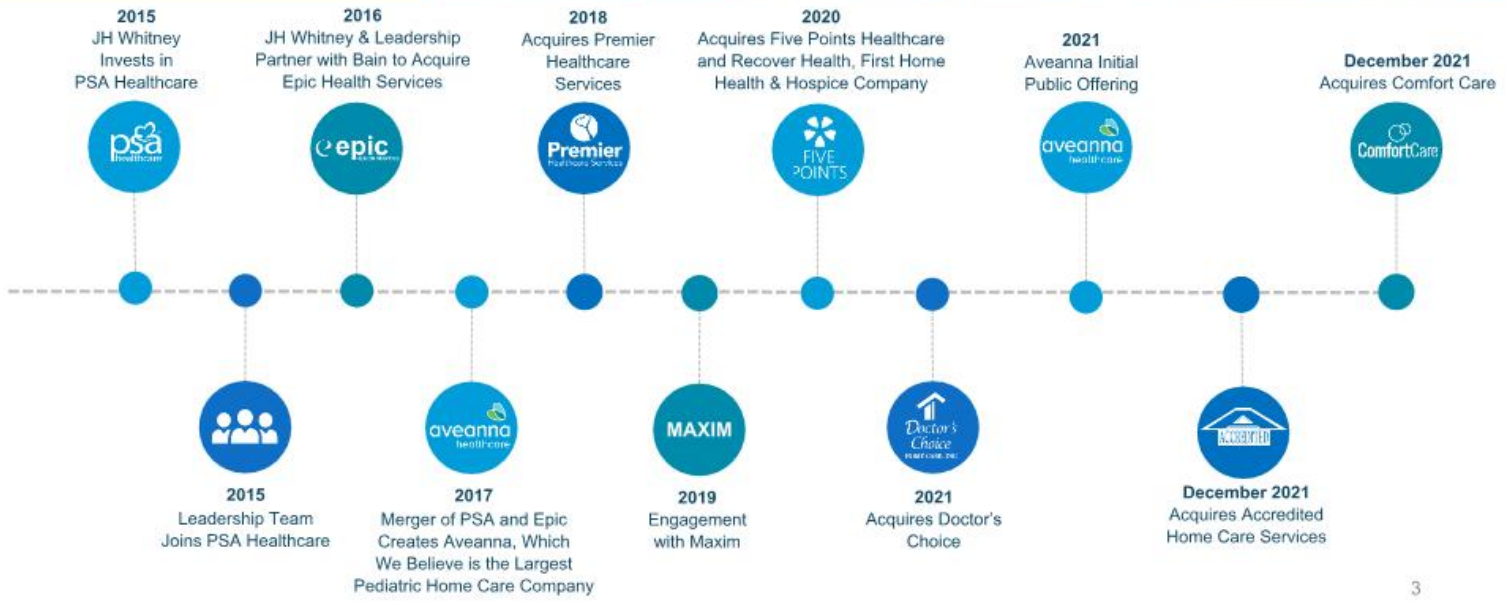 2015
JH Whitney
Invests in
PSA Healthcare
psa
healthcare
2016
JH Whitney & Leadership
Partner with Bain to Acquire
Epic Health Services
epic
2018
Acquires Premier
Healthcare
Services
Premier
Healthcare Services
2020
Acquires Five Points Healthcare
and Recover Health, First Home
Health & Hospice Company
FIVE
POINTS
2021
Aveanna Initial
Public Offering
aveanna
healthcare
December 2021
Acquires Comfort Care
ComfortCare
2015
Leadership Team
Joins PSA Healthcare
aveanna
healthcare
2017
Merger of PSA and Epic
Creates Aveanna, Which
We Believe is the Largest
Pediatric Home Care Company
MAXIM
2019
Engagement
with Maxim
Doctor's
Choice
HOME CARE, INC
2021
Acquires Doctor's
Choice
ACCREDITED
December 2021
Acquires Accredited
Home Care Services
3